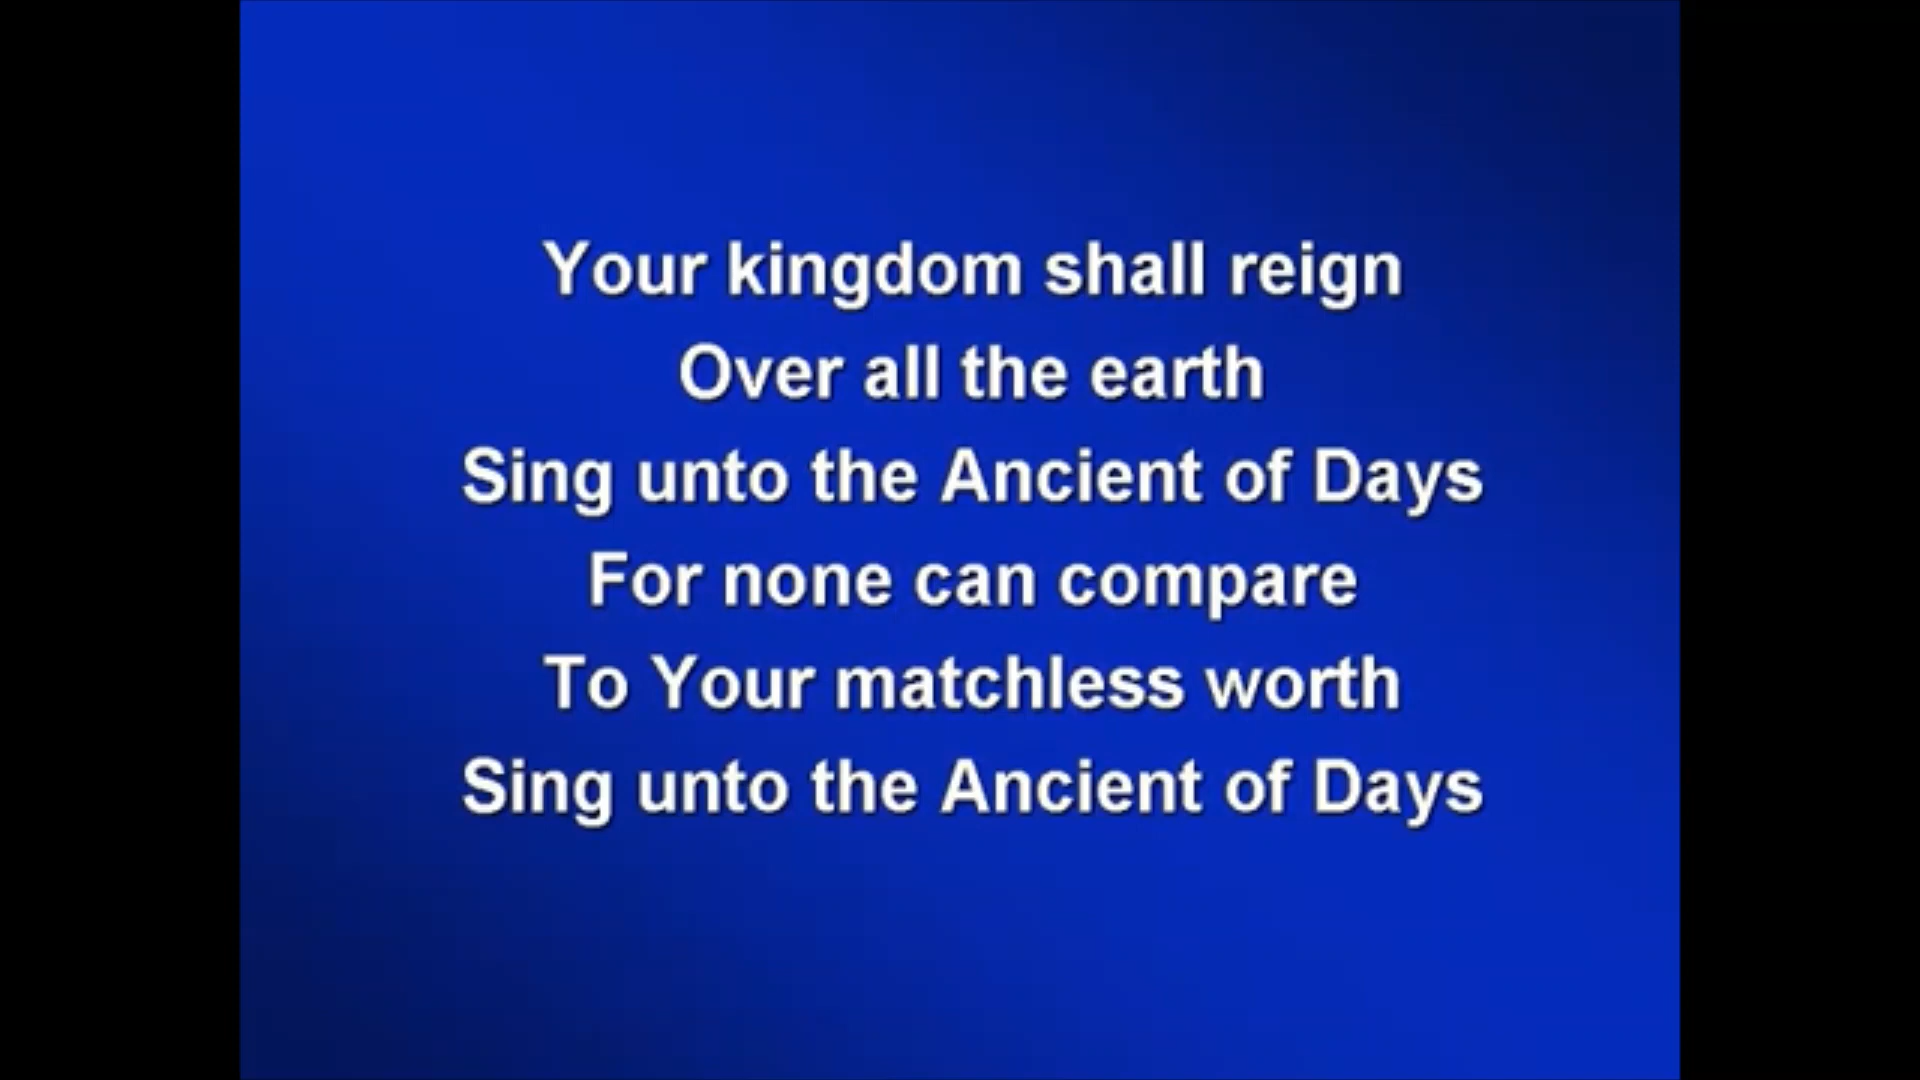 Your kingdom shall reign
Over all the earth
Sing unto the Ancient of Days
For none can compare
To Your matchless worth
Sing unto the Ancient of Days